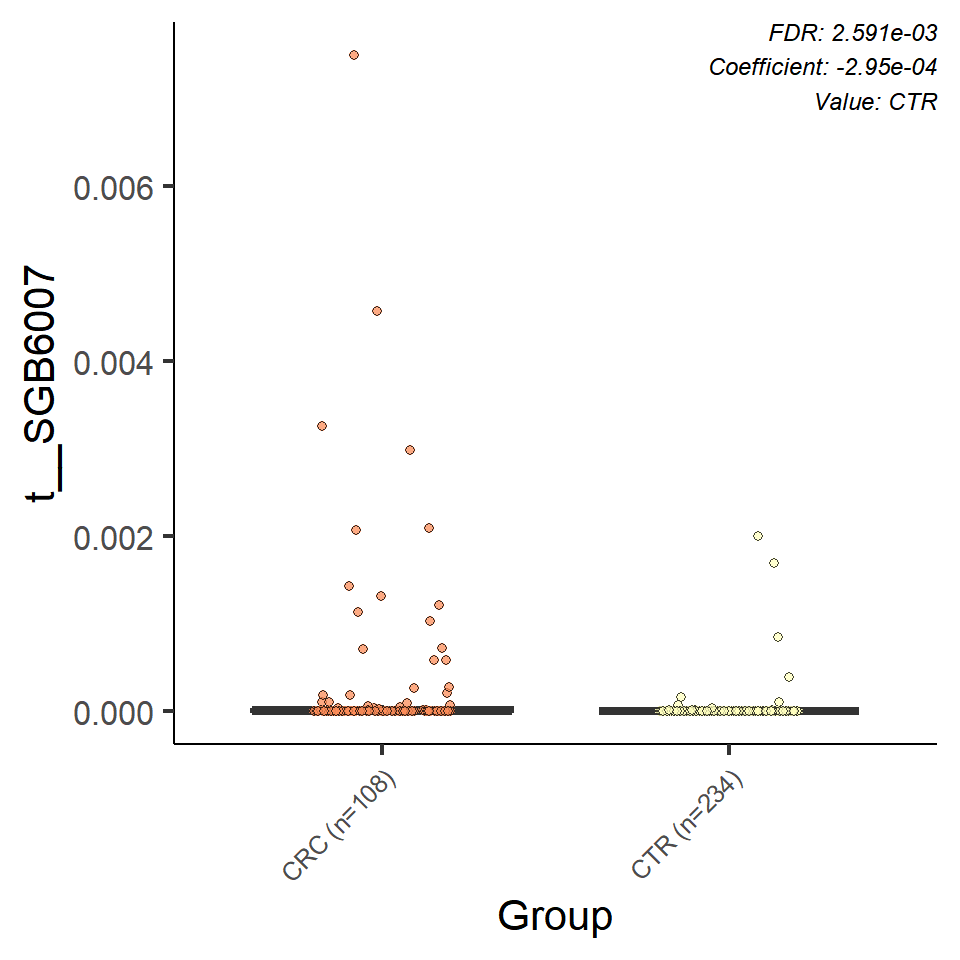 FDR: 2.591e-03
Coefficient: -2.95e-04
Value: CTR
t__SGB6007
0.006
0.004
0.002
0.000
CRC (n=108)
CTR (n=234)
Group